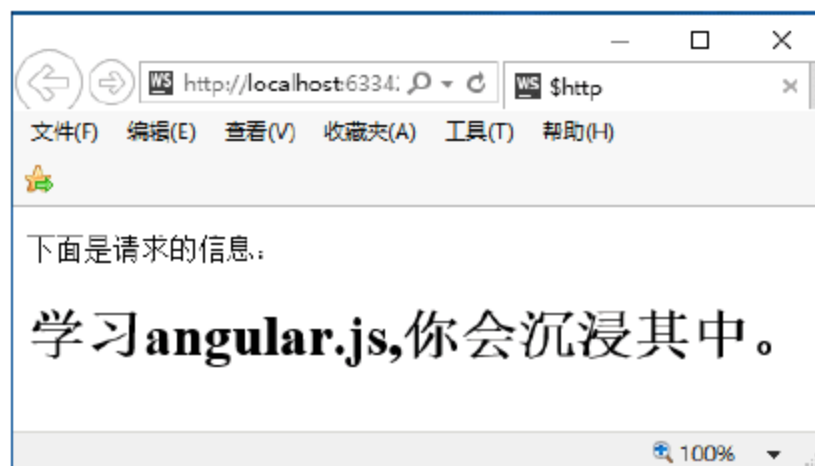 http://localhost:6334
$http
文件(F) 编辑(E) 查看(V) 收藏夹(A) 工具(T) 帮助(H)
下面是请求的信息：
学习angular.js,你会沉浸其中。
100%